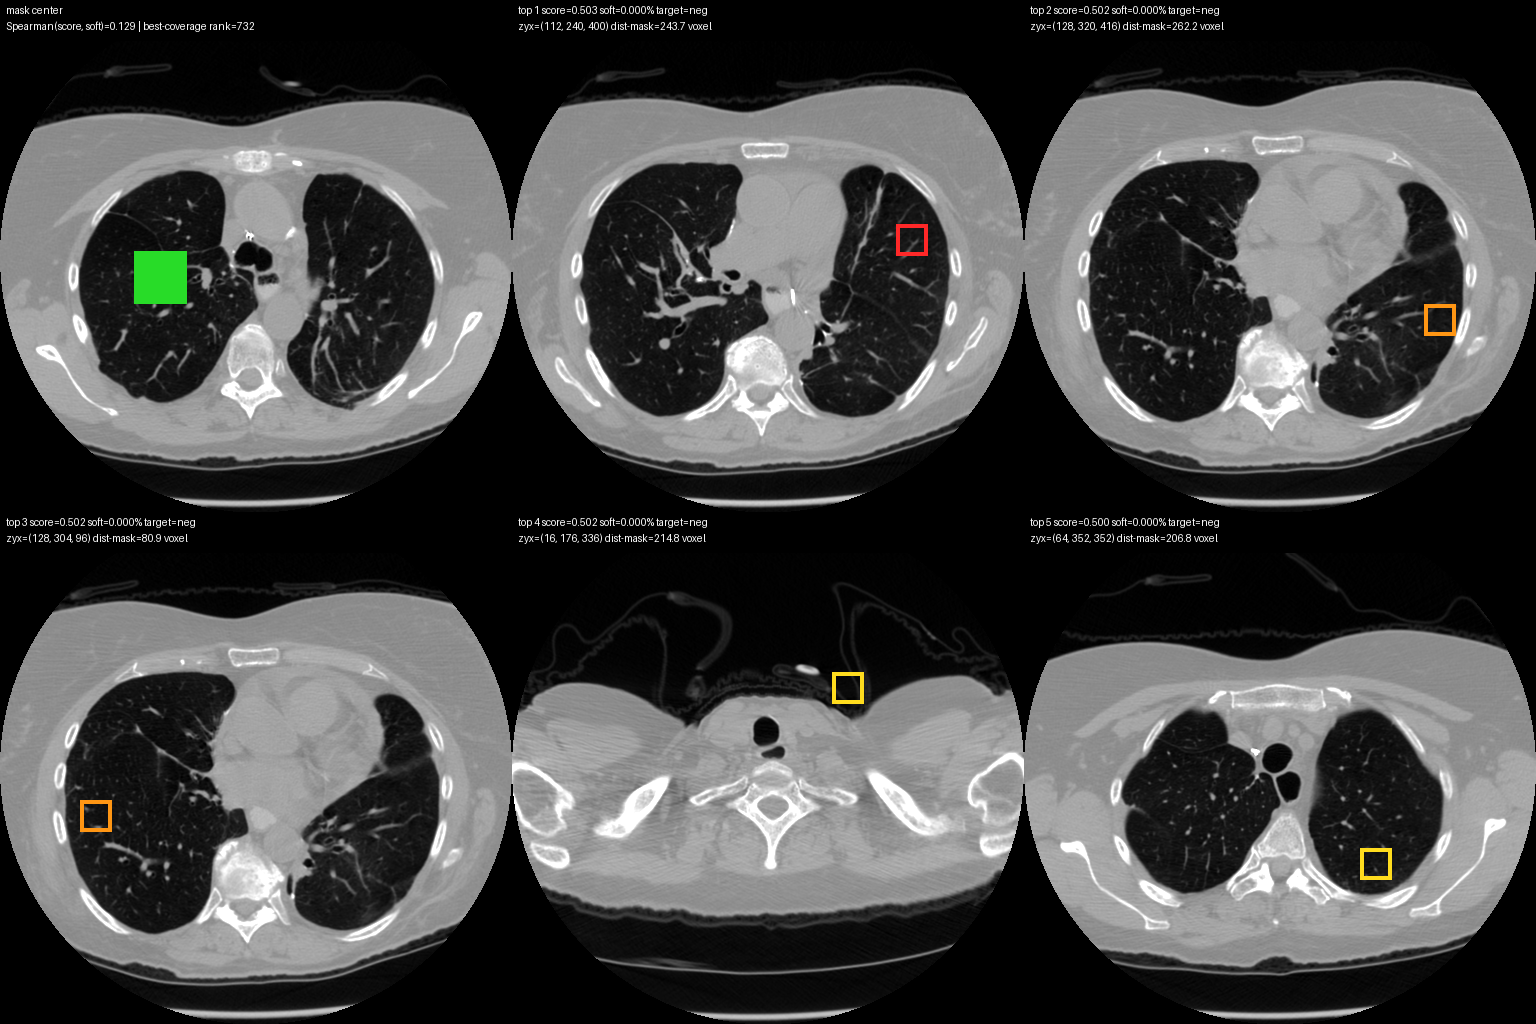 mask center
Spearman(score, soft)=0.129 | best-coverage rank=732
top 1 score=0.503 soft=0.000% target=neg
zyx=(112, 240, 400) dist-mask=243.7 voxel
top 2 score=0.502 soft=0.000% target=neg
zyx=(128, 320, 416) dist-mask=262.2 voxel
top 3 score=0.502 soft=0.000% target=neg
zyx=(128, 304, 96) dist-mask=80.9 voxel
top 4 score=0.502 soft=0.000% target=neg
zyx=(16, 176, 336) dist-mask=214.8 voxel
top 5 score=0.500 soft=0.000% target=neg
zyx=(64, 352, 352) dist-mask=206.8 voxel